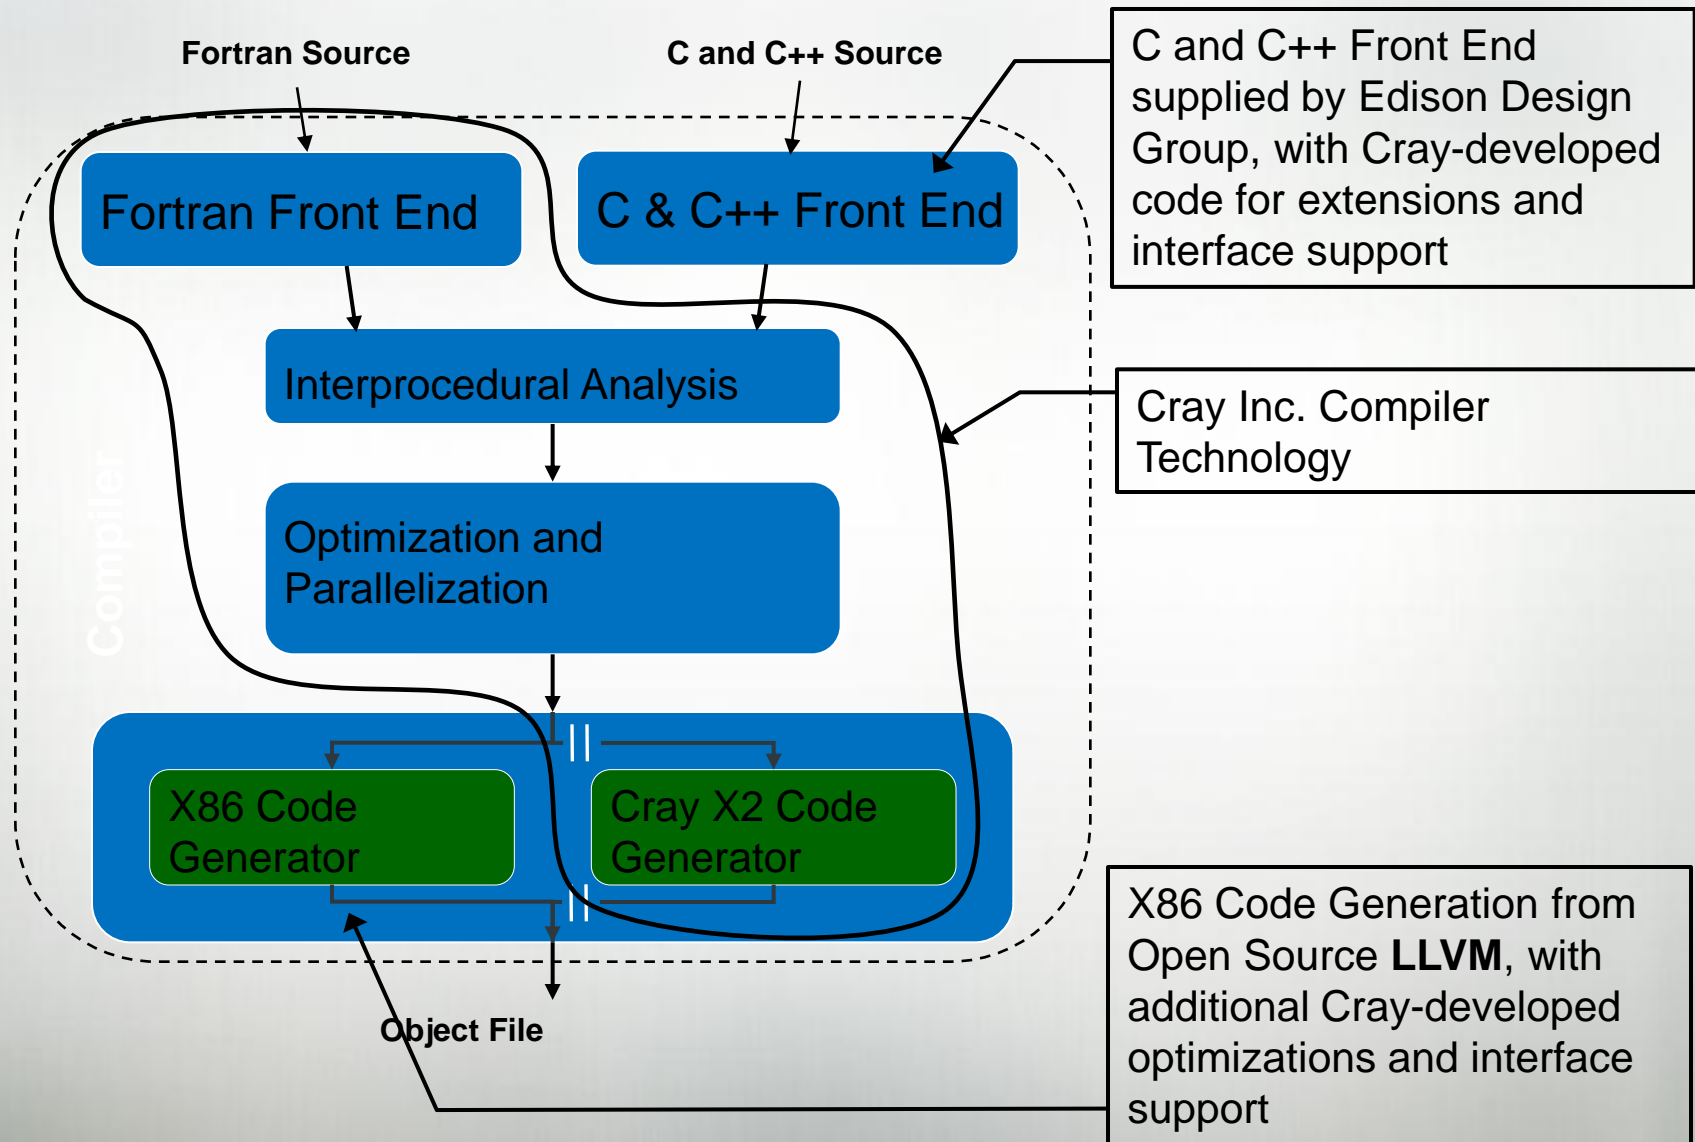 Fortran Source
C and C++ Source
C and C++ Front End
supplied by Edison Design
Group, with Cray-developed
code for extensions and
interface support
Fortran Front End
C & C++ Front End
Interprocedural Analysis
Cray Inc. Compiler
Technology
Compiler
Optimization and
Parallelization
X86 Code
Generator
Cray X2 Code
Generator
X86 Code Generation from
Open Source LLVM, with
additional Cray-developed
optimizations and interface
support
Object File